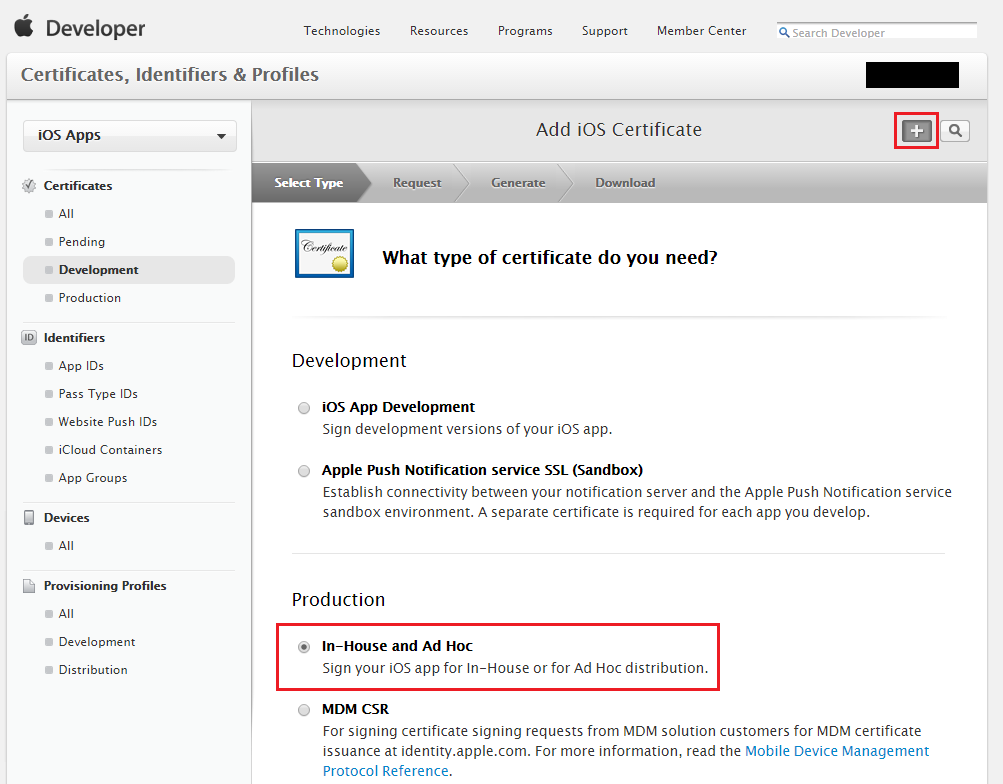 Developer
Technologies
Resources
Programs
Support
Member Center
Search Developer
Certificates, Identifiers & Profiles
iOS Apps
Certificates
All
Pending
Development
Production
ID Identifiers
App IDs
Pass Type IDs
Website Push IDs
iCloud Containers
App Groups
Devices
All
Provisioning Profiles
All
Development
Distribution
Add iOS Certificate
Select Type
Request
Generate
Download
Certificate
What type of certificate do you need?
Development
iOS App Development
Sign development versions of your iOS app.
Apple Push Notification service SSL (Sandbox)
Establish connectivity between your notification server and the Apple Push Notification service
sandbox environment. A separate certificate is required for each app you develop.
Production
In-House and Ad Hoc
Sign your iOS app for In-House or for Ad Hoc distribution.
MDM CSR
For signing certificate signing requests from MDM solution customers for MDM certificate
issuance at identity.apple.com. For more information, read the Mobile Device Management
Protocol Reference.